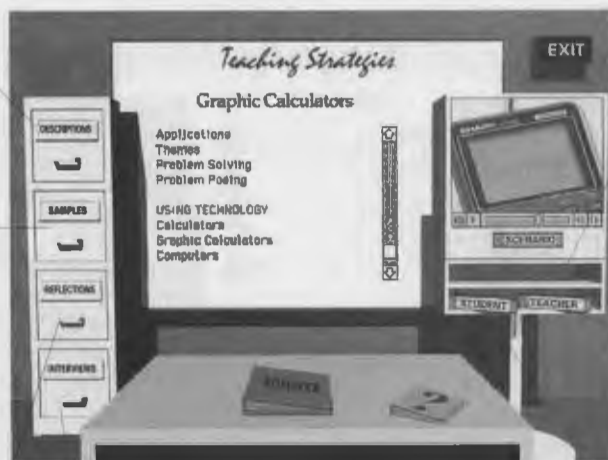 Teaching Strategies
EXIT
Graphic Calculators
Applications
Themes
Problem Solving
Problem Posing
USING TECHNOLOGY
Calculators
Graphic Calculators
Computers
DESCRIPTIONS
SAMPLES
REFLECTIONS
INTERVIEWS
SCENARIO
STUDENT
TEACHER
?